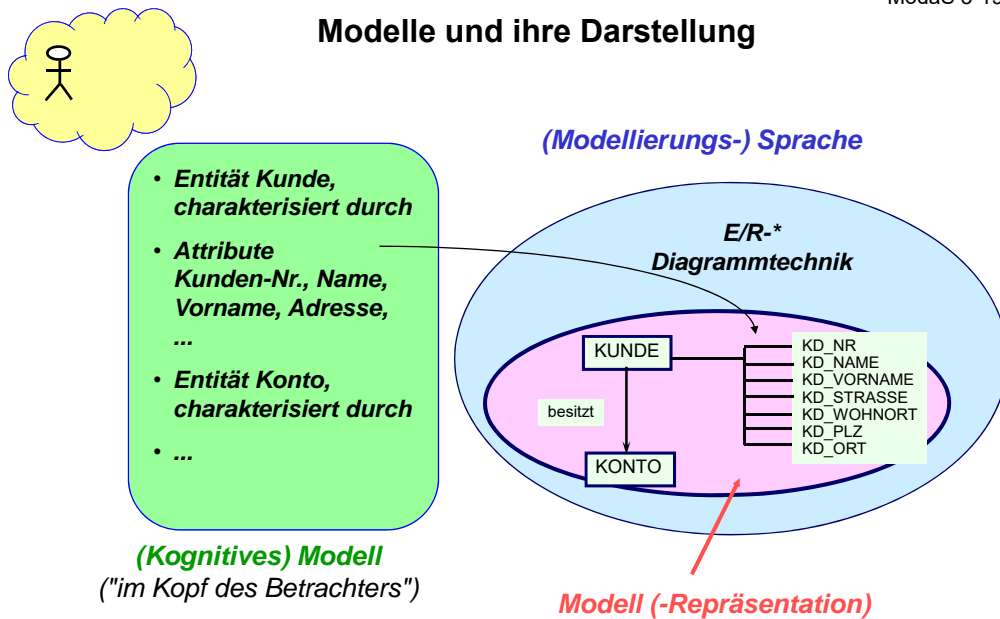 Modelle und ihre Darstellung
(Modellierungs-) Sprache
• Entität Kunde,
charakterisiert durch
• Attribute
Kunden-Nr., Name,
Vorname, Adresse,
...
• Entität Konto,
charakterisiert durch
• ...
E/R-*
Diagrammtechnik
KUNDE
besitzt
KONTO
KD_NR
KD_NAME
KD_VORNAME
KD_STRASSE
KD_WOHNORT
KD_PLZ
KD_ORT
(Kognitives) Modell
("im Kopf des Betrachters")
Modell (-Repräsentation)